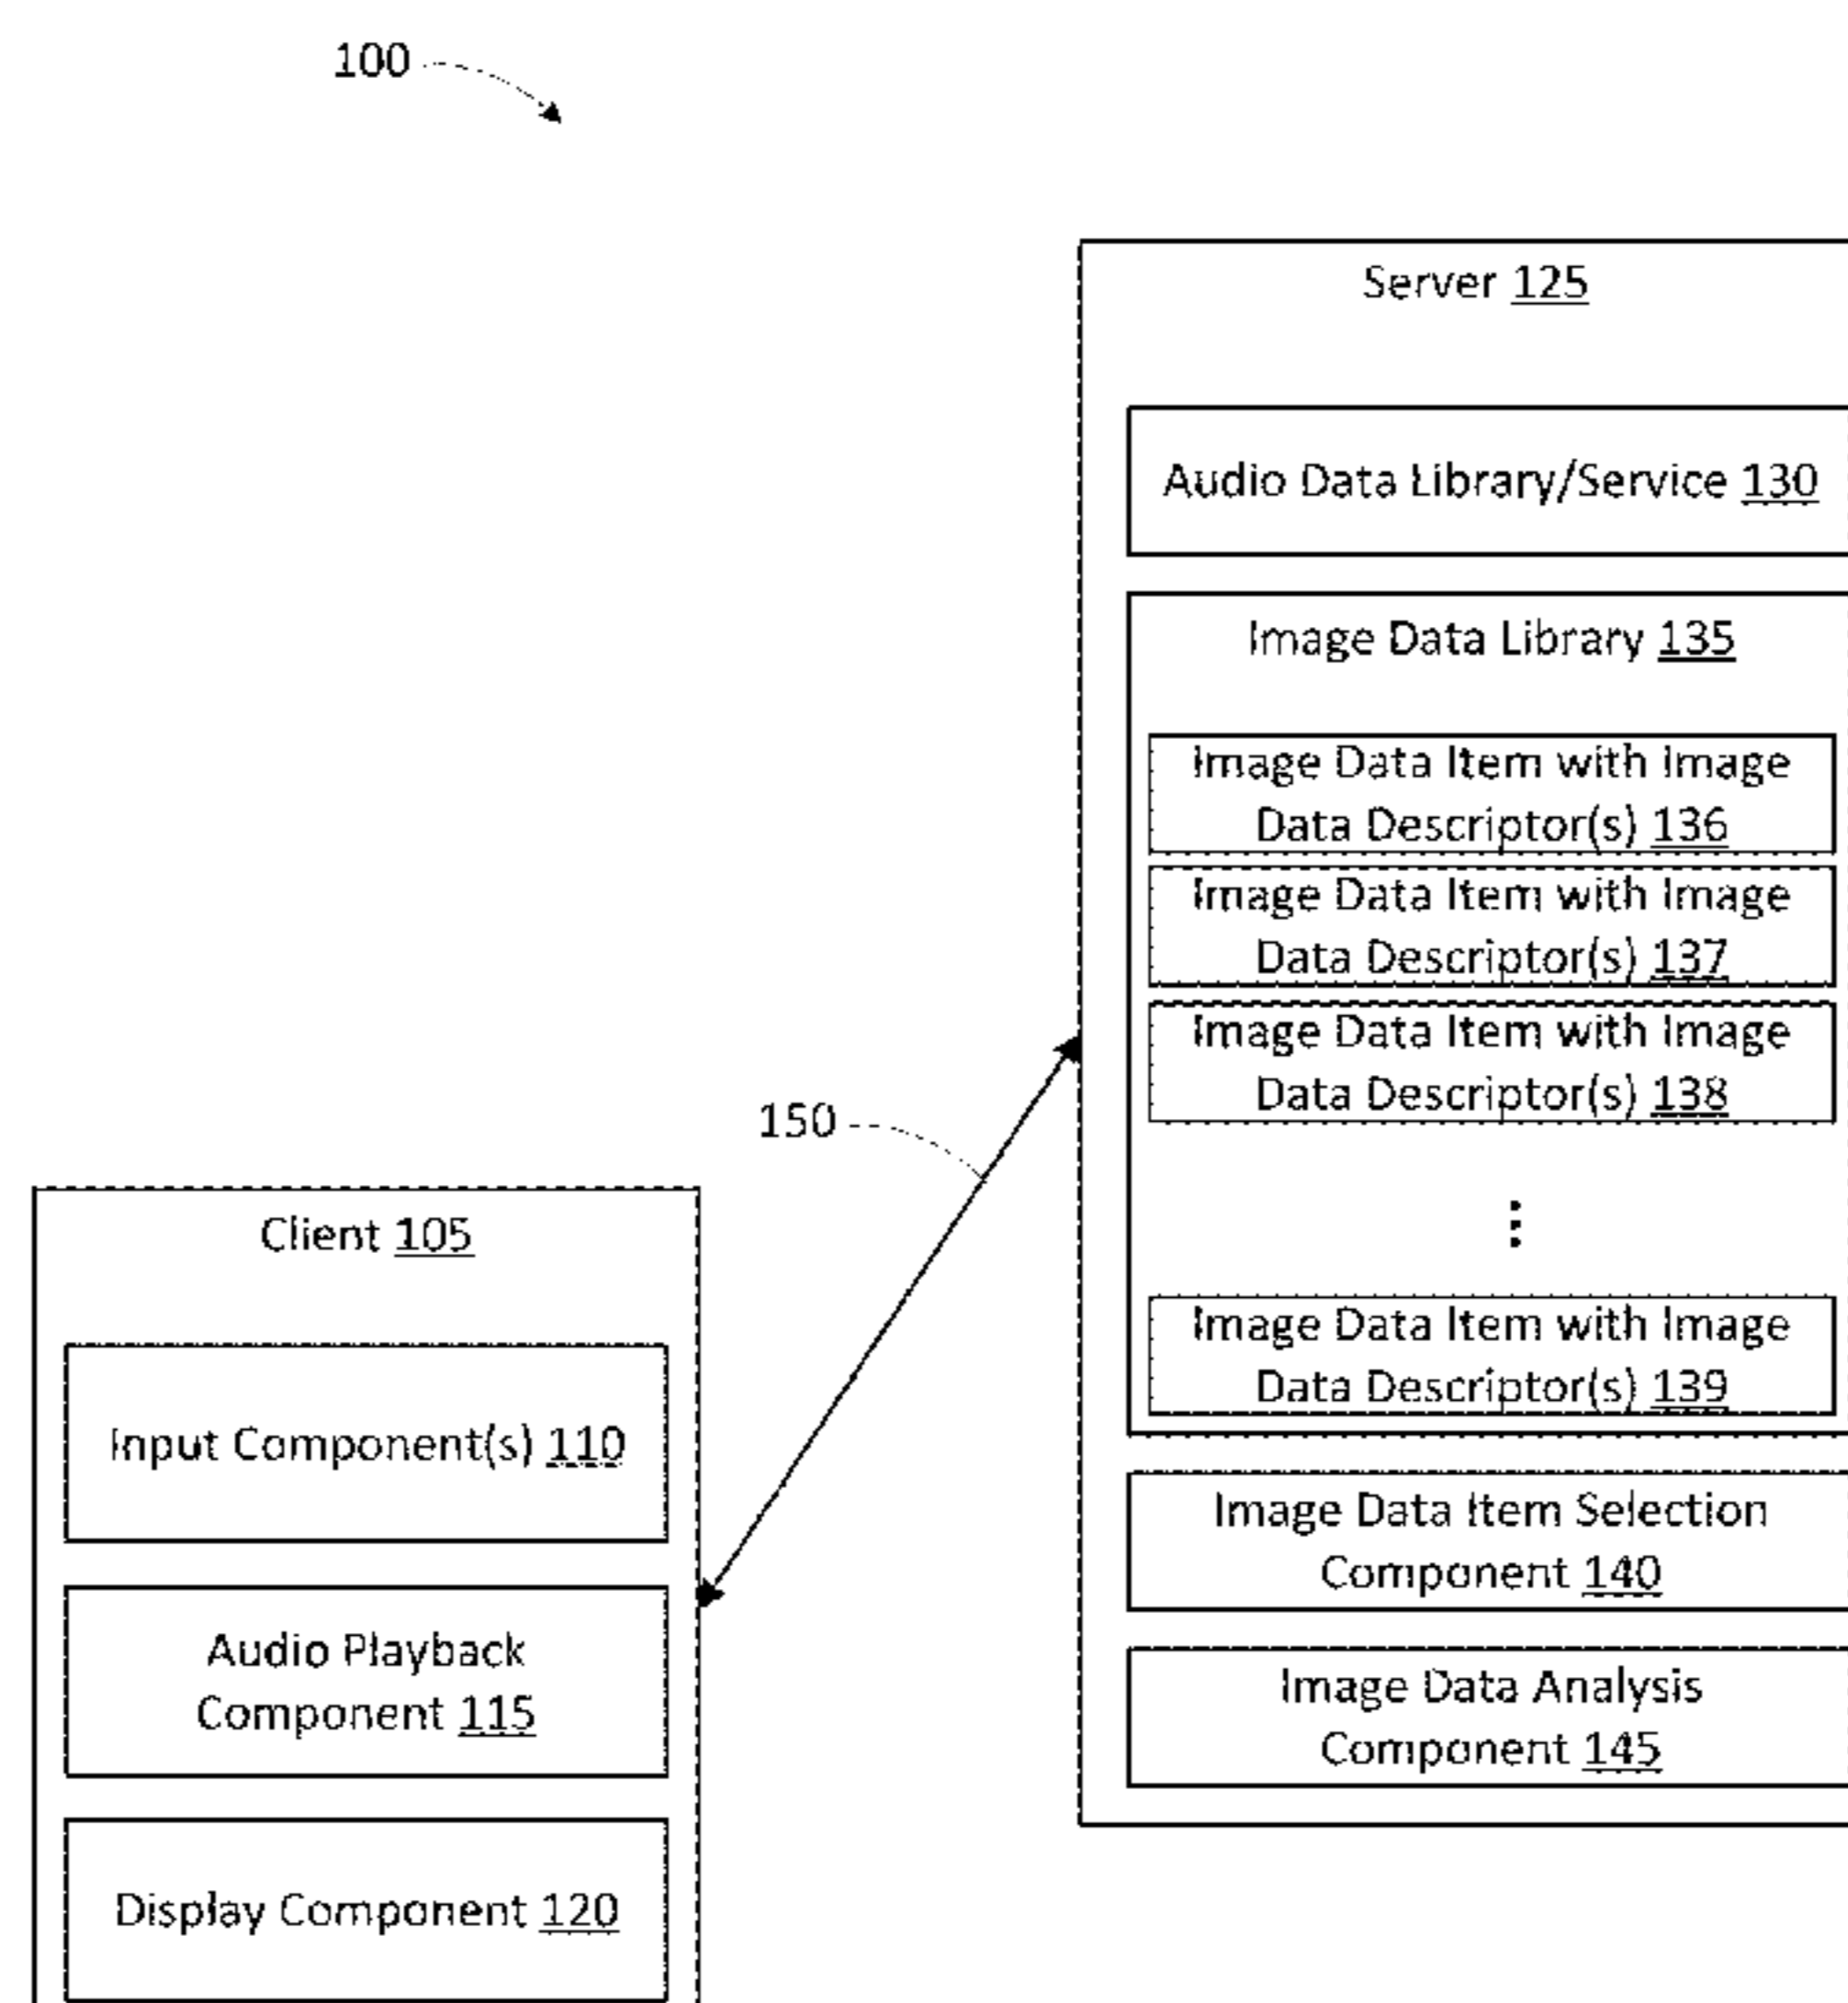 100
Server 125
Audio Data Library/Service 130
Image Data Library 135
Image Data Item with Image
Data Descriptor(s) 136
Image Data Item with Image
Data Descriptor(s) 137
Image Data Item with Image
Data Descriptor(s) 138
⋮
Image Data Item with Image
Data Descriptor(s) 139
Image Data Item Selection
Component 140
Image Data Analysis
Component 145
150
Client 105
Input Component(s) 110
Audio Playback
Component 115
Display Component 120